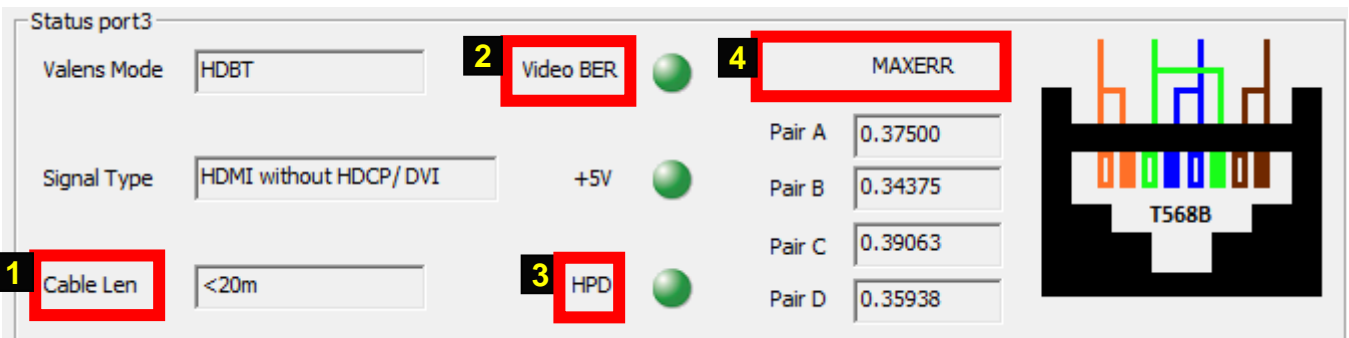 Status port3
Valens Mode HDBT
2 Video BER
4 MAXERR
Pair A 0.37500
Signal Type HDMI without HDCP/DVI
+5V
Pair B 0.34375
T568B
1 Cable Len <20m
3 HPD
Pair C 0.39063
Pair D 0.35938